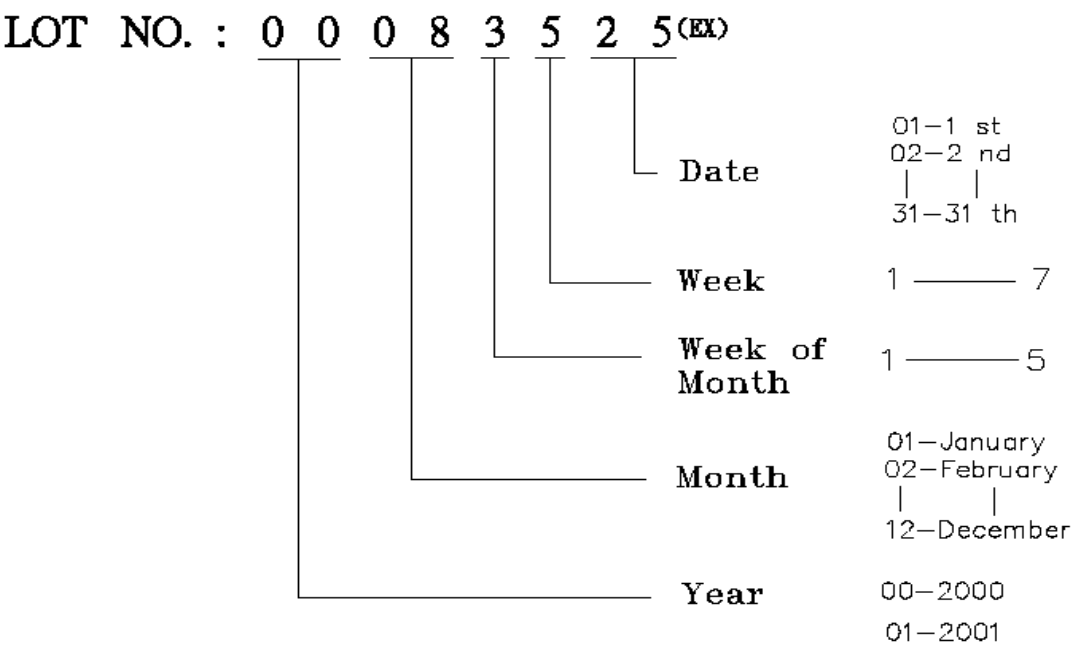 LOT NO. : 0 0 0 8 3 5 2 5 (EX)
Date
01-1 st
02-2 nd
31-31 th
Week 1 7
Week of Month 1 5
Month
01-January
02-February
12-December
Year
00-2000
01-2001